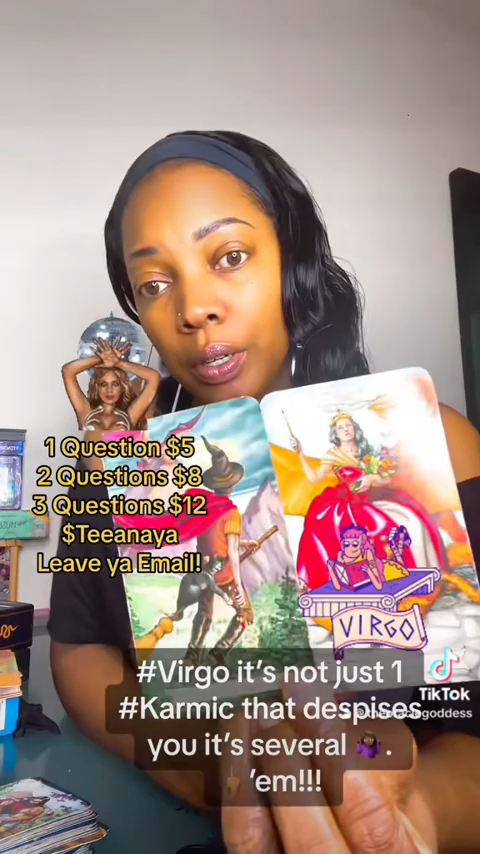 1 Question $5
2 Questions $8
3 Questions $12
$Teeanaya
Leave ya Email!
VIRGO
#Virgo it’s not just 1
#Karmic that despises
you it’s several 🤷🏾‍♀️.
🖕🏾’em!!!
TikTok